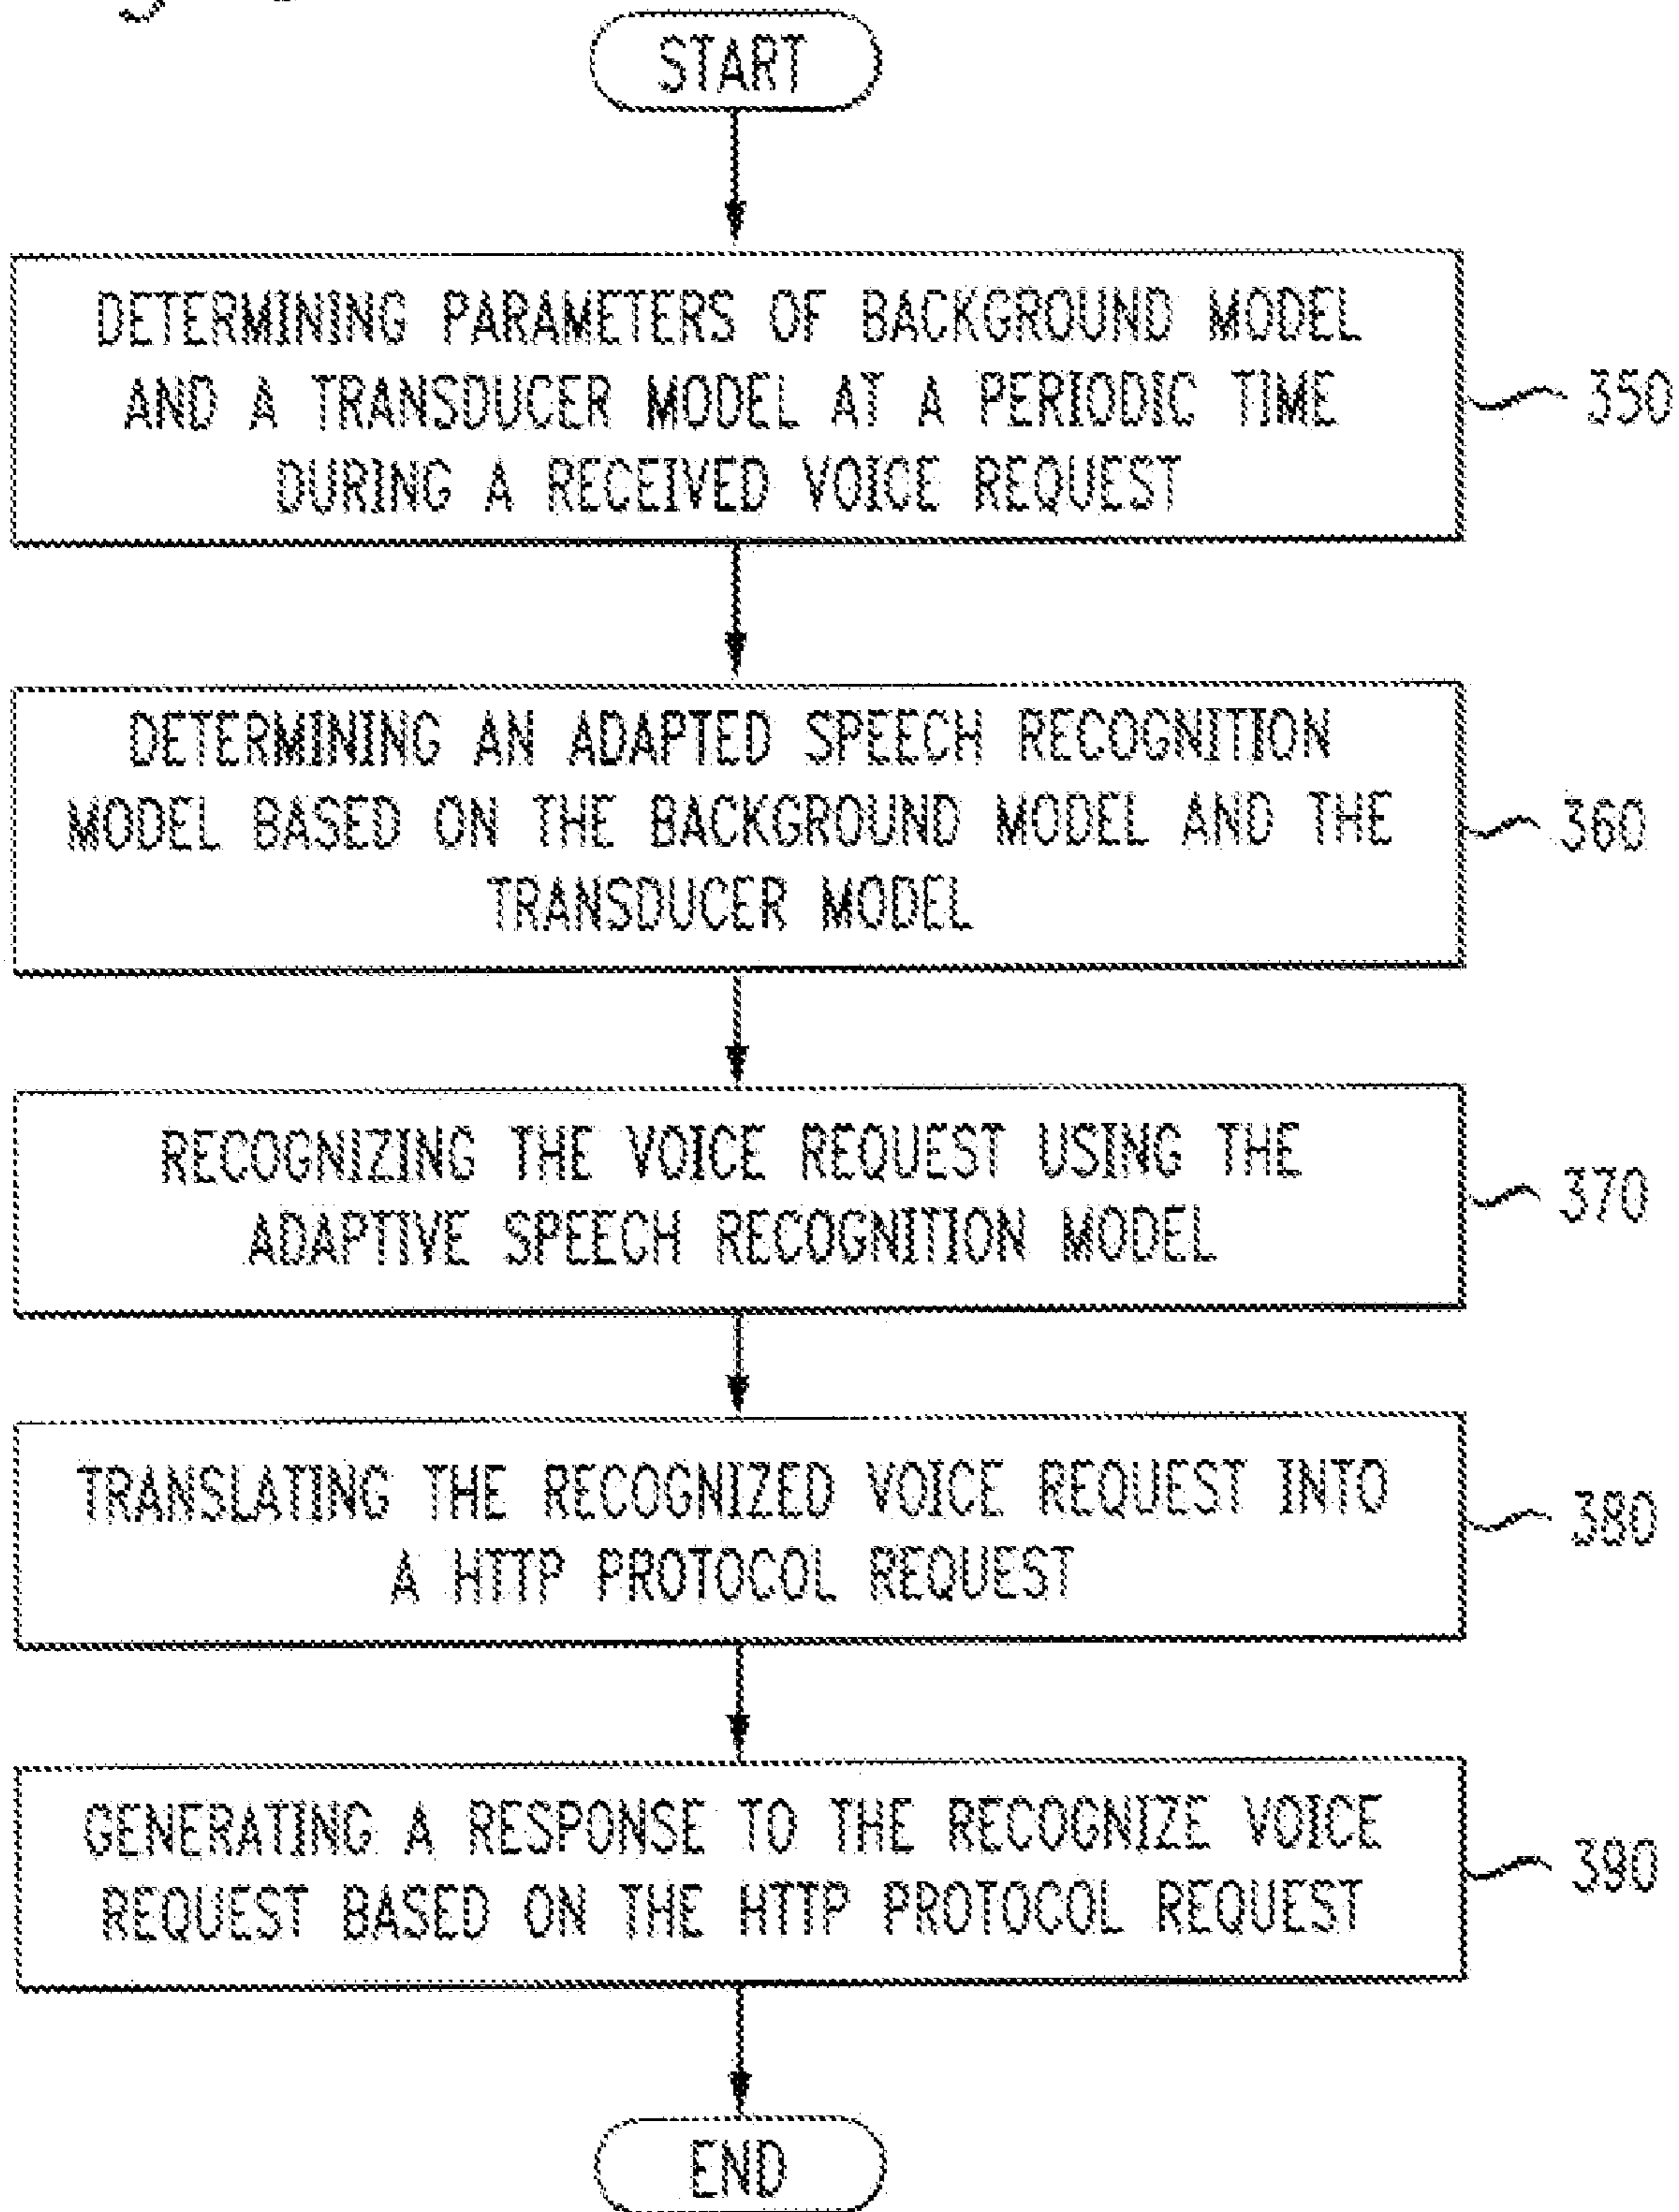 START
DETERMINING PARAMETERS OF BACKGROUND MODEL
AND A TRANSDUCER MODEL AT A PERIODIC TIME
DURING A RECEIVED VOICE REQUEST
350
DETERMINING AN ADAPTED SPEECH RECOGNITION
MODEL BASED ON THE BACKGROUND MODEL AND THE
TRANSDUCER MODEL
360
RECOGNIZING THE VOICE REQUEST USING THE
ADAPTIVE SPEECH RECOGNITION MODEL
370
TRANSLATING THE RECOGNIZED VOICE REQUEST INTO
A HTTP PROTOCOL REQUEST
380
GENERATING A RESPONSE TO THE RECOGNIZE VOICE
REQUEST BASED ON THE HTTP PROTOCOL REQUEST
390
END